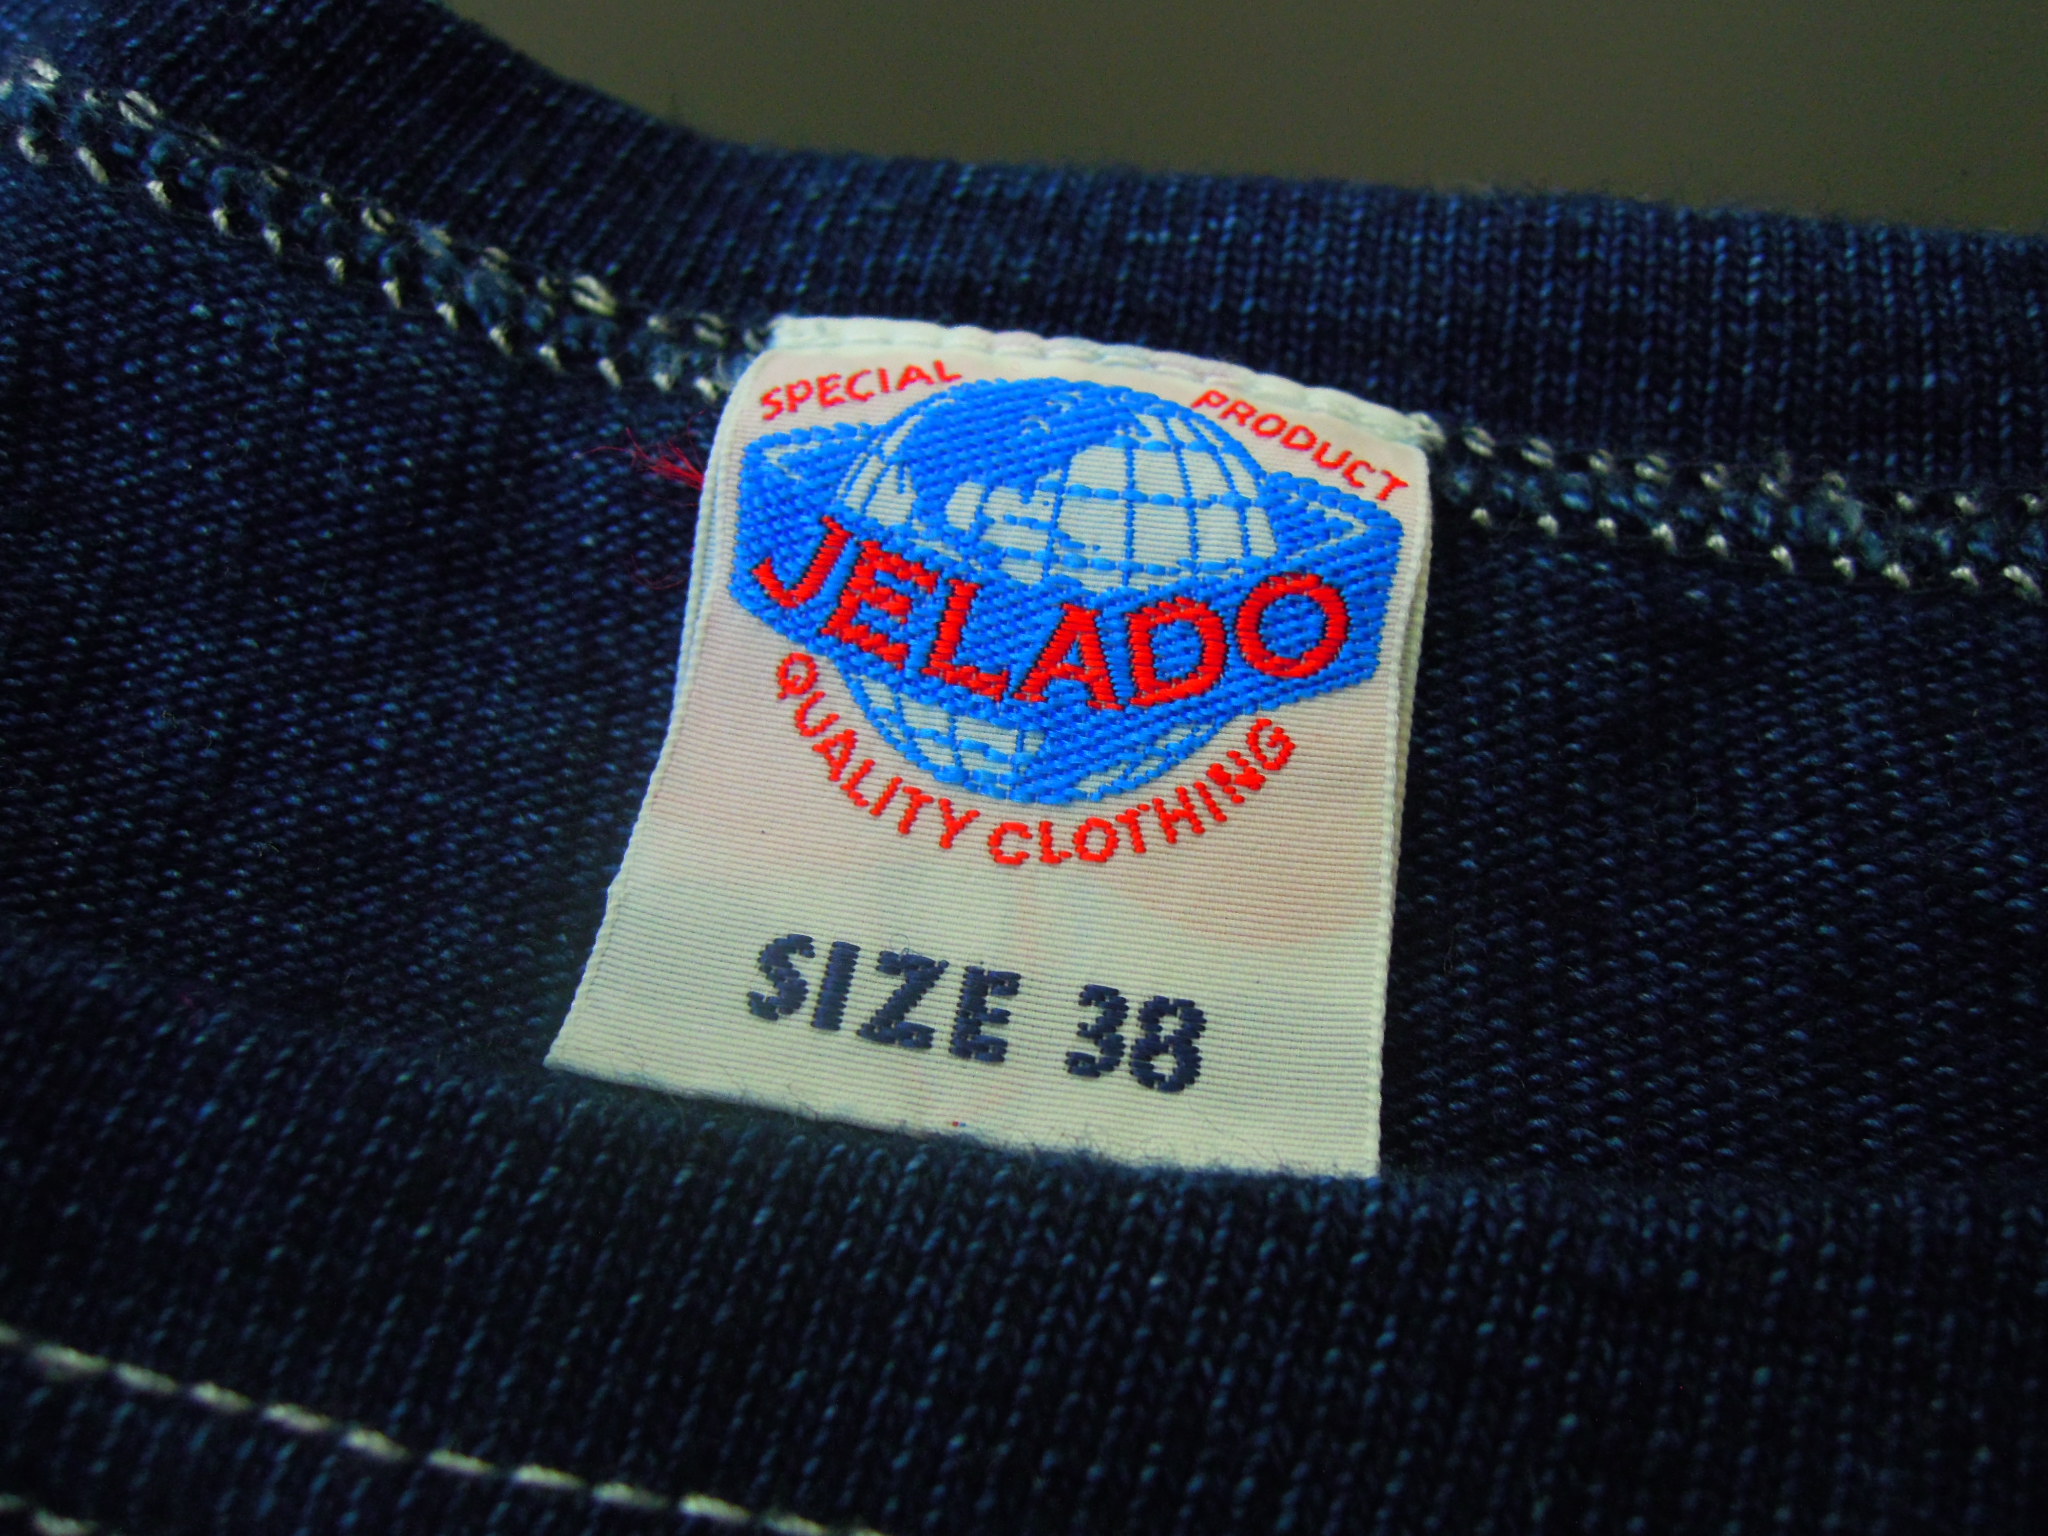 SPECIAL PRODUCT
JELADO
QUALITY CLOTHING
SIZE 38